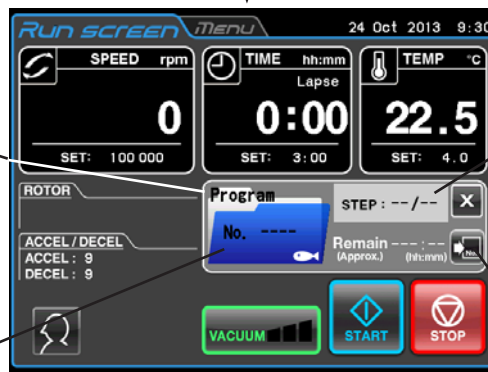 Run screen Menu 24 Oct 2013 9:30
SPEED rpm
0
SET: 100 000
TIME hh:mm
Lapse
0:00
SET: 3:00
TEMP °C
22.5
SET: 4.0
ROTOR
ACCEL/DECEL
ACCEL: 9
DECEL: 9
Program
No. ----
STEP: --/--
X
Remain ---:--
(Approx.) (hh:mm)
No.
VACUUM
START
STOP